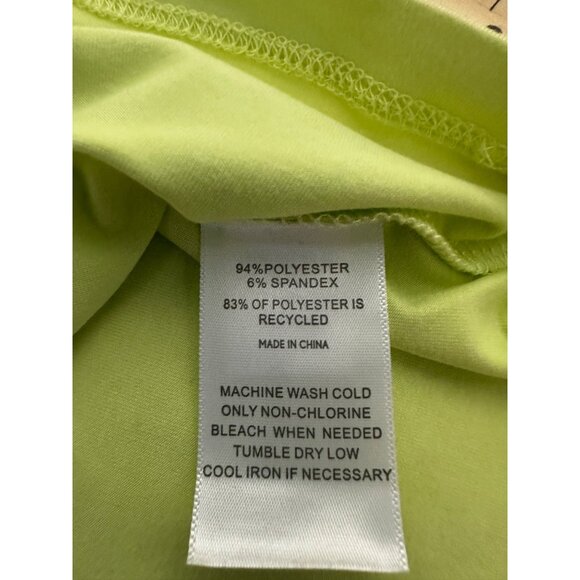 94%POLYESTER
6% SPANDEX
83% OF POLYESTER IS
RECYCLED
MADE IN CHINA
MACHINE WASH COLD
ONLY NON-CHLORINE
BLEACH WHEN NEEDED
TUMBLE DRY LOW
COOL IRON IF NECESSARY